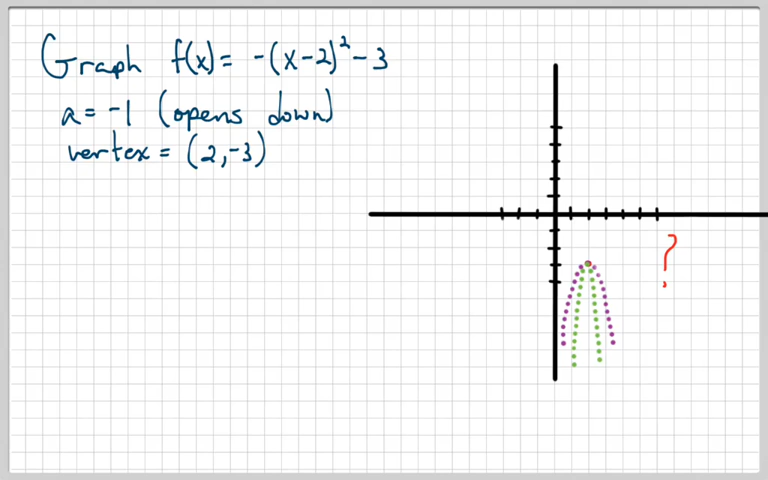 Graph f(x) = -(x-2)² - 3
a = -1 (opens down)
vertex = (2,-3)
?